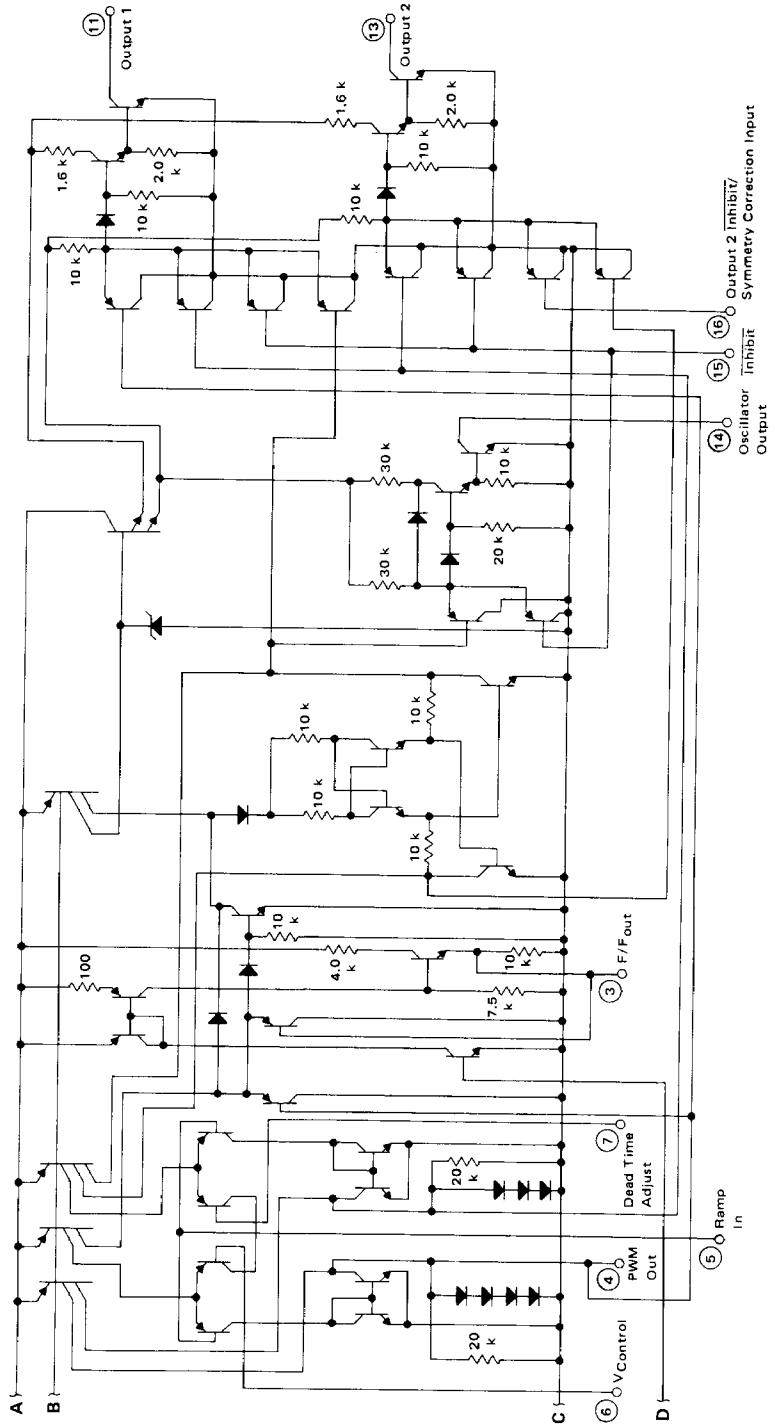 A
B
C
D
⑥ VControl
④ PWM
Out
⑤ Ramp
In
⑦ Dead Time
Adjust
③ F/Fout
⑭ Oscillator
Output
⑮ Inhibit
⑯ Output 2 Inhibit/
Symmetry Correction Input
⑪ Output 1
⑬ Output 2
20
k
20
k
100
7.5
k
4.0
k
10
k
10
k
10 k
10 k
10 k
10 k
30 k
30 k
20 k
10 k
10 k
1.6 k
10 k
2.0
k
10 k
1.6 k
10 k
2.0 k